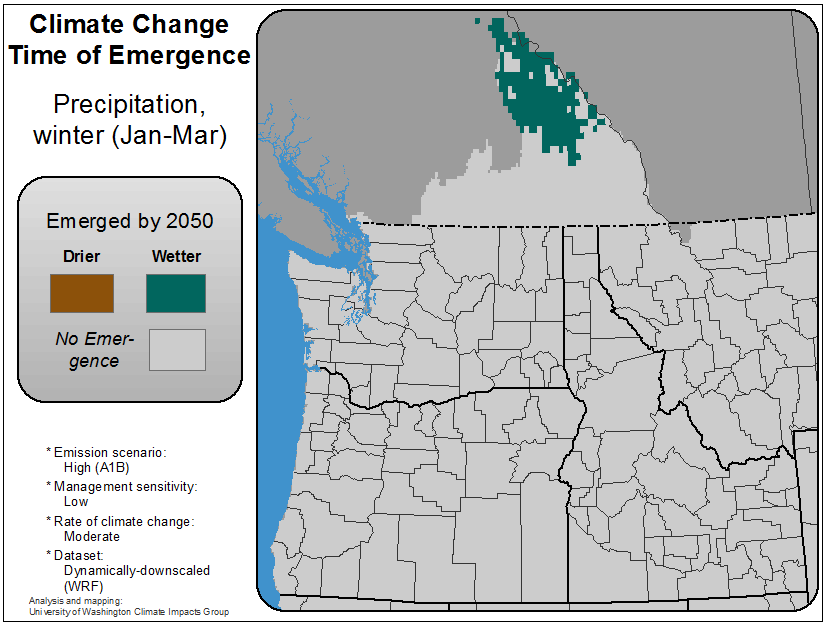 Climate Change
Time of Emergence
Precipitation,
winter (Jan-Mar)
Emerged by 2050
Drier Wetter
No Emer-
gence
* Emission scenario:
High (A1B)
* Management sensitivity:
Low
* Rate of climate change:
Moderate
* Dataset:
Dynamically-downscaled
(WRF)
Analysis and mapping:
University of Washington Climate Impacts Group